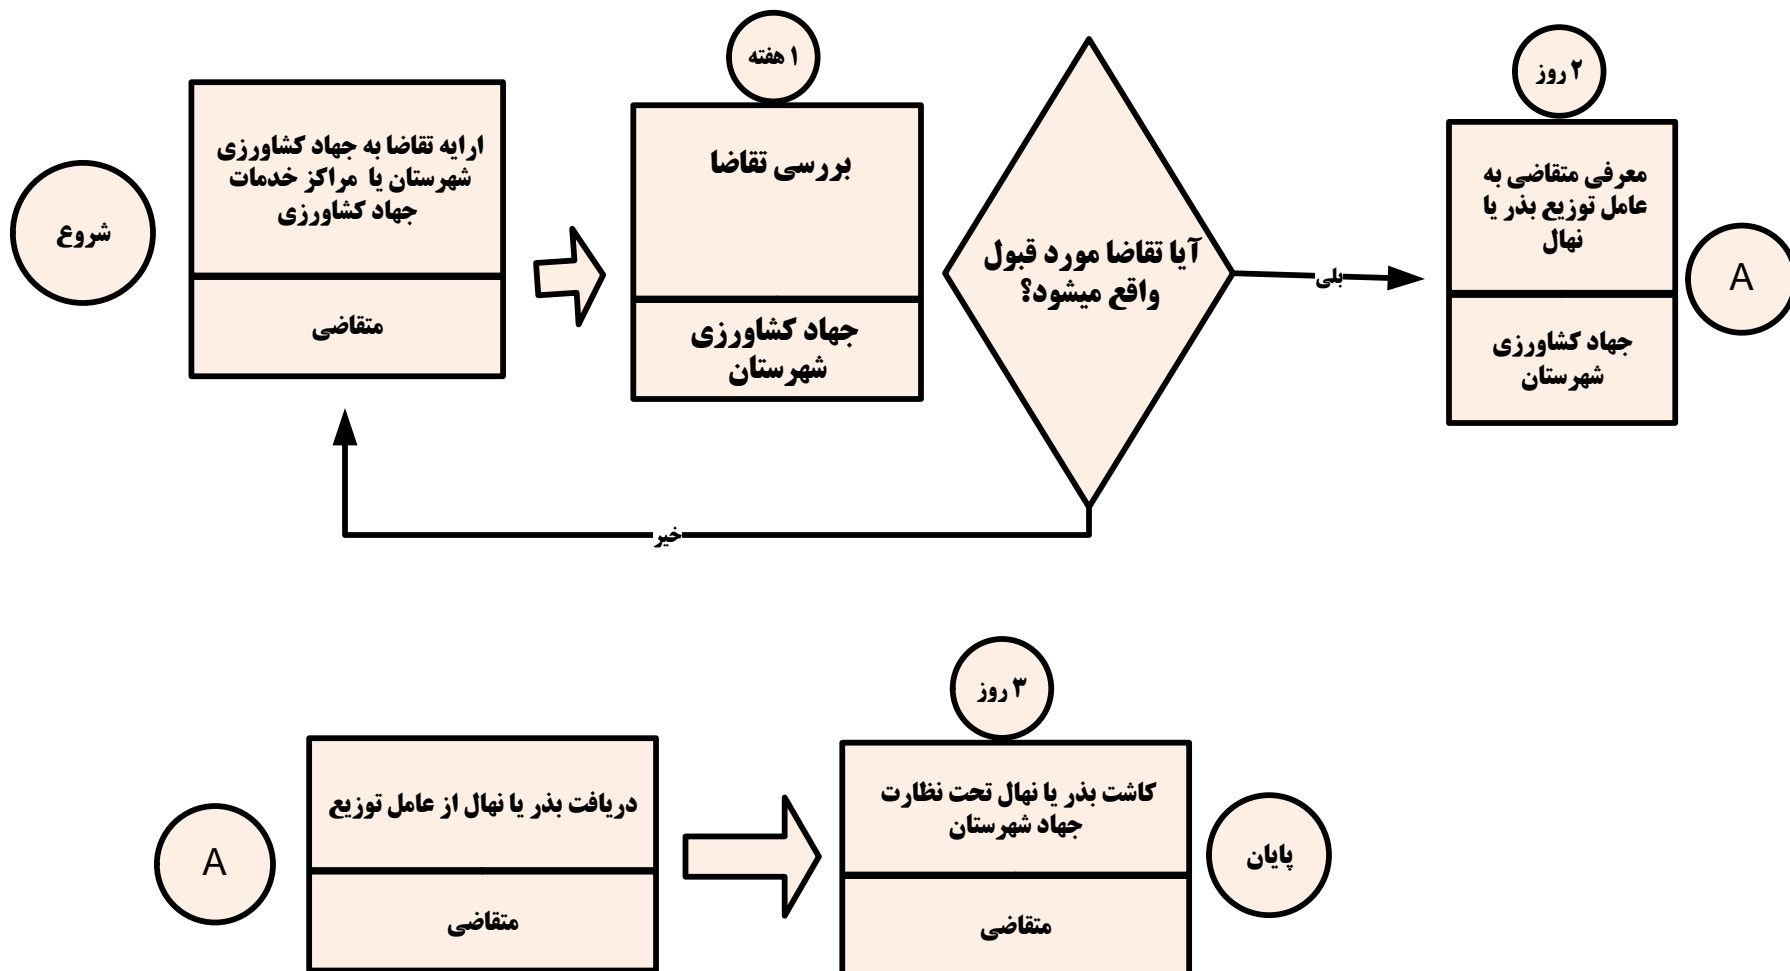 شروع
ارایه تقاضا به جهاد کشاورزی
شهرستان یا مراکز خدمات
جهاد کشاورزی
متقاضی
۱ هفته
بررسی تقاضا
جهاد کشاورزی
شهرستان
آیا تقاضا مورد قبول
واقع میشود؟
بلی
خیر
۲ روز
معرفی متقاضی به
عامل توزیع بذر یا
نهال
جهاد کشاورزی
شهرستان
A
A
دریافت بذر یا نهال از عامل توزیع
متقاضی
۳ روز
کاشت بذر یا نهال تحت نظارت
جهاد شهرستان
متقاضی
پایان